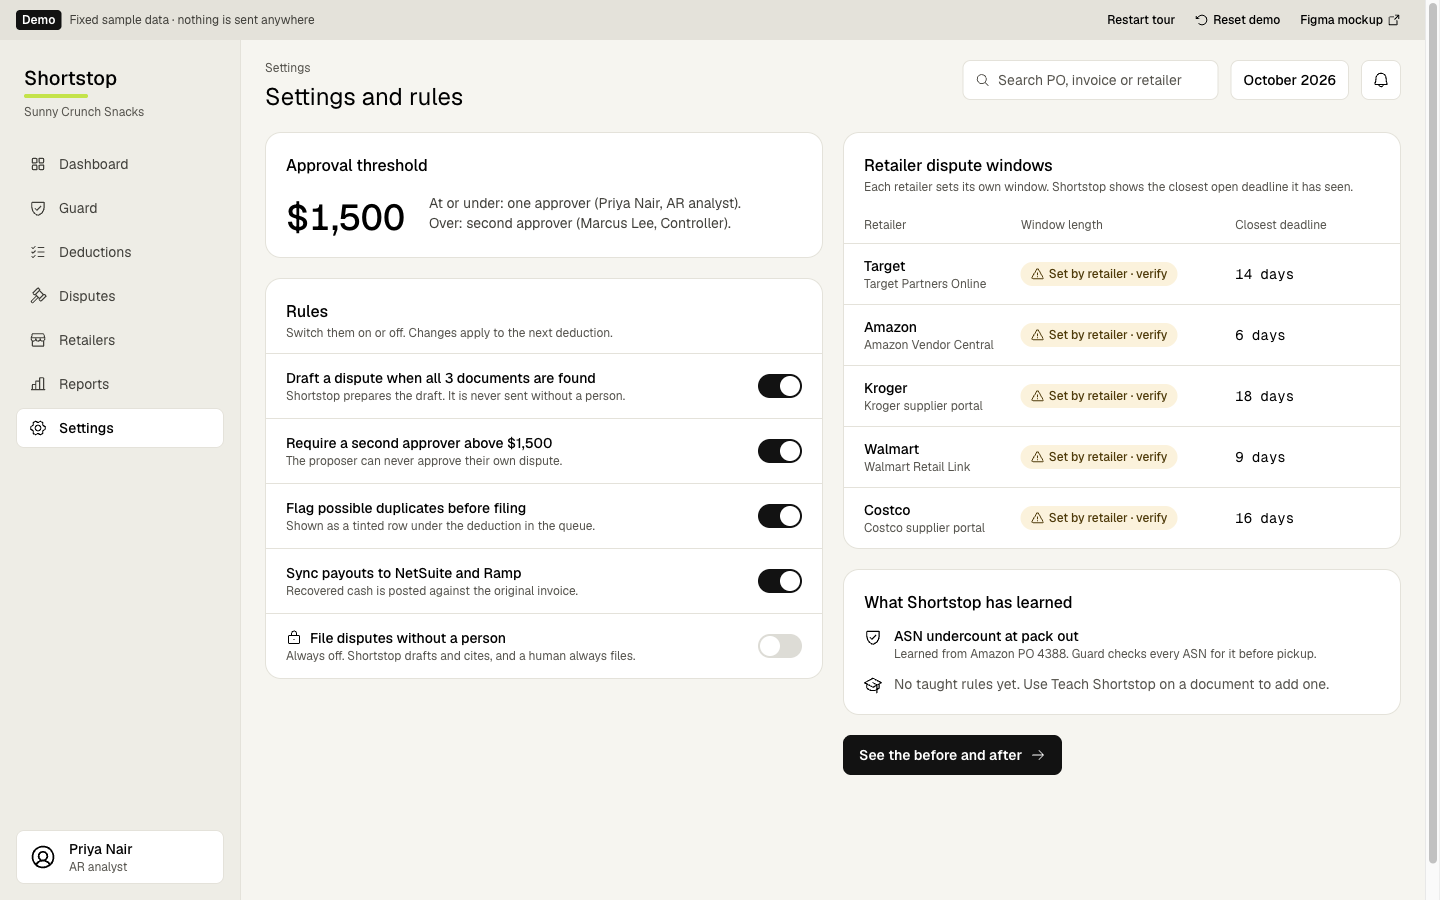 Demo
Fixed sample data · nothing is sent anywhere
Restart tour
Reset demo
Figma mockup
Shortstop
Sunny Crunch Snacks
Dashboard
Guard
Deductions
Disputes
Retailers
Reports
Settings
Priya Nair
AR analyst
Settings
Settings and rules
Search PO, invoice or retailer
October 2026
Approval threshold
$1,500
At or under: one approver (Priya Nair, AR analyst).
Over: second approver (Marcus Lee, Controller).
Rules
Switch them on or off. Changes apply to the next deduction.
Draft a dispute when all 3 documents are found
Shortstop prepares the draft. It is never sent without a person.
Require a second approver above $1,500
The proposer can never approve their own dispute.
Flag possible duplicates before filing
Shown as a tinted row under the deduction in the queue.
Sync payouts to NetSuite and Ramp
Recovered cash is posted against the original invoice.
File disputes without a person
Always off. Shortstop drafts and cites, and a human always files.
Retailer dispute windows
Each retailer sets its own window. Shortstop shows the closest open deadline it has seen.
Retailer Window length Closest deadline
Target
Target Partners Online
Set by retailer · verify
14 days
Amazon
Amazon Vendor Central
Set by retailer · verify
6 days
Kroger
Kroger supplier portal
Set by retailer · verify
18 days
Walmart
Walmart Retail Link
Set by retailer · verify
9 days
Costco
Costco supplier portal
Set by retailer · verify
16 days
What Shortstop has learned
ASN undercount at pack out
Learned from Amazon PO 4388. Guard checks every ASN for it before pickup.
No taught rules yet. Use Teach Shortstop on a document to add one.
See the before and after